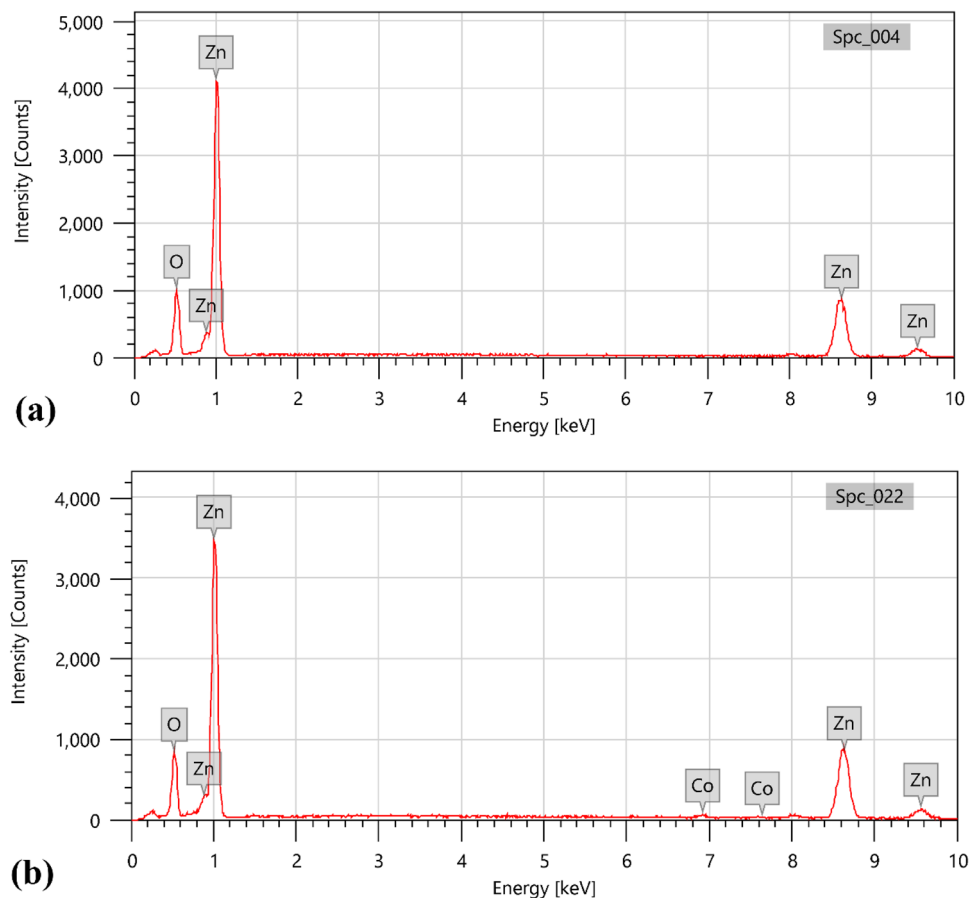 5,000
Spc_004
Zn
4,000
3,000
2,000
O
Zn
Zn
1,000
Zn
0
Intensity [Counts]
0 1 2 3 4 5 6 7 8 9 10
(a)
Energy [keV]
4,000
Spc_022
Zn
3,000
2,000
1,000
O
Zn
Zn
Co
Co
Zn
0
Intensity [Counts]
0 1 2 3 4 5 6 7 8 9 10
(b)
Energy [keV]